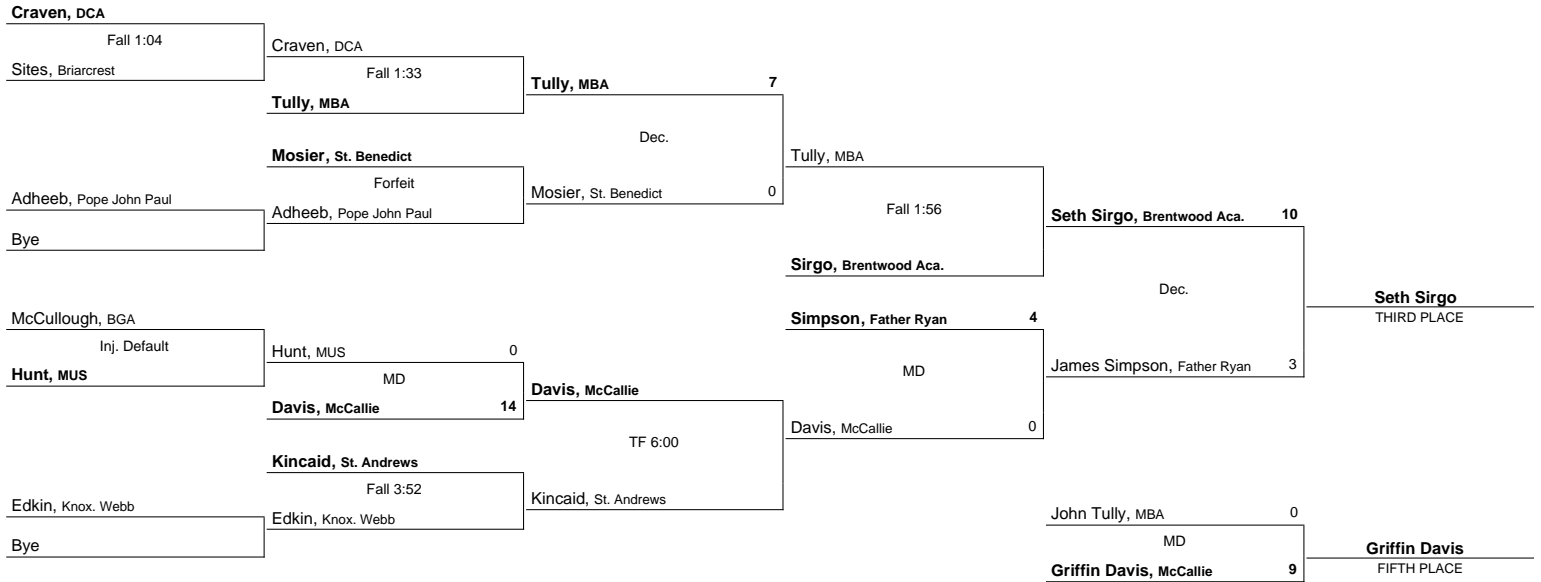 Craven, DCA
Fall 1:04
Sites, Briarcrest
Adheeb, Pope John Paul
Bye
McCullough, BGA
Inj. Default
Hunt, MUS
Edkin, Knox. Webb
Bye
Craven, DCA
Fall 1:33
Tully, MBA
Mosier, St. Benedict
Forfeit
Adheeb, Pope John Paul
Hunt, MUS 0
MD
Davis, McCallie 14
Kincaid, St. Andrews
Fall 3:52
Edkin, Knox. Webb
Tully, MBA 7
Dec.
Mosier, St. Benedict 0
Davis, McCallie
TF 6:00
Kincaid, St. Andrews
Tully, MBA
Fall 1:56
Sirgo, Brentwood Aca.
Simpson, Father Ryan 4
MD
Davis, McCallie 0
Seth Sirgo, Brentwood Aca. 10
Dec.
James Simpson, Father Ryan 3
Seth Sirgo
THIRD PLACE
John Tully, MBA 0
MD
Griffin Davis, McCallie 9
Griffin Davis
FIFTH PLACE